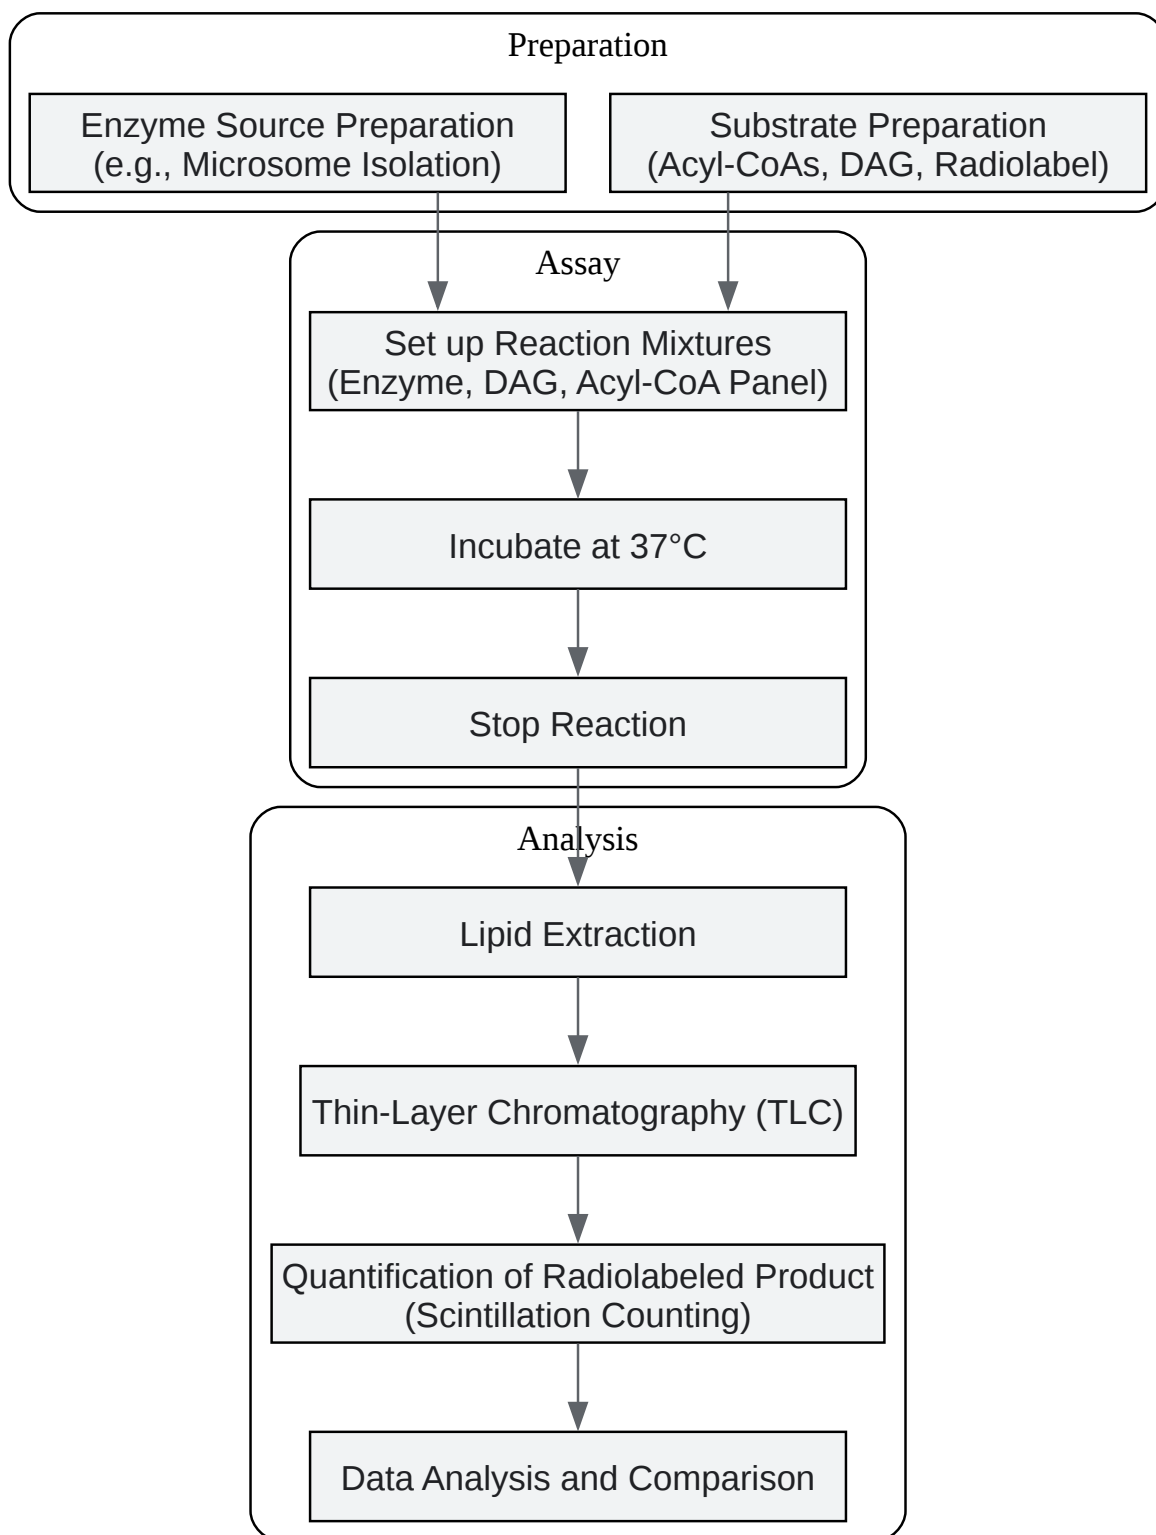 Preparation
Enzyme Source Preparation
(e.g., Microsome Isolation)
Substrate Preparation
(Acyl-CoAs, DAG, Radiolabel)
Assay
Set up Reaction Mixtures
(Enzyme, DAG, Acyl-CoA Panel)
Incubate at 37°C
Stop Reaction
Analysis
Lipid Extraction
Thin-Layer Chromatography (TLC)
Quantification of Radiolabeled Product
(Scintillation Counting)
Data Analysis and Comparison